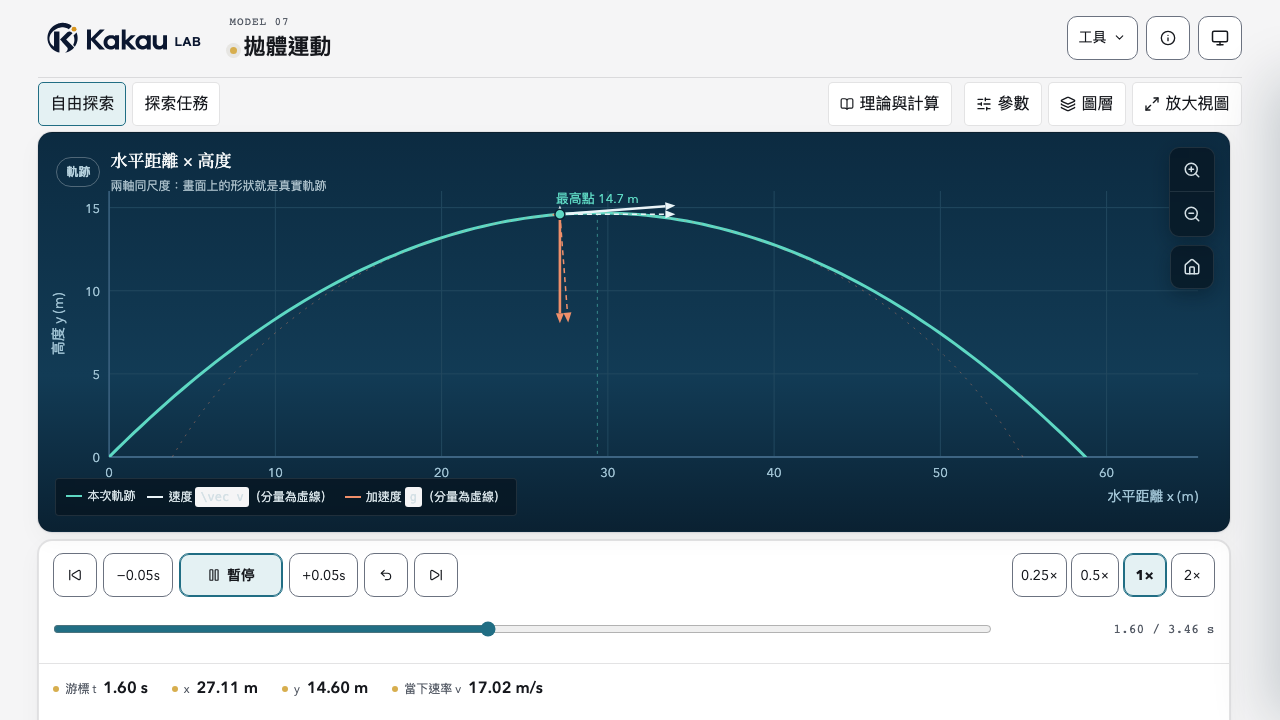 Kakau LAB
MODEL 07
拋體運動
工具
自由探索
探索任務
理論與計算
參數
圖層
放大視圖
軌跡
水平距離 × 高度
兩軸同尺度：畫面上的形狀就是真實軌跡
最高點 14.7 m
15
10
5
0
高度 y (m)
0 10 20 30 40 50 60
水平距離 x (m)
本次軌跡 速度 \vec v （分量為虛線） 加速度 g （分量為虛線）
−0.05s
暫停
+0.05s
0.25×
0.5×
1×
2×
1.60 / 3.46 s
游標 t 1.60 s x 27.11 m y 14.60 m 當下速率 v 17.02 m/s